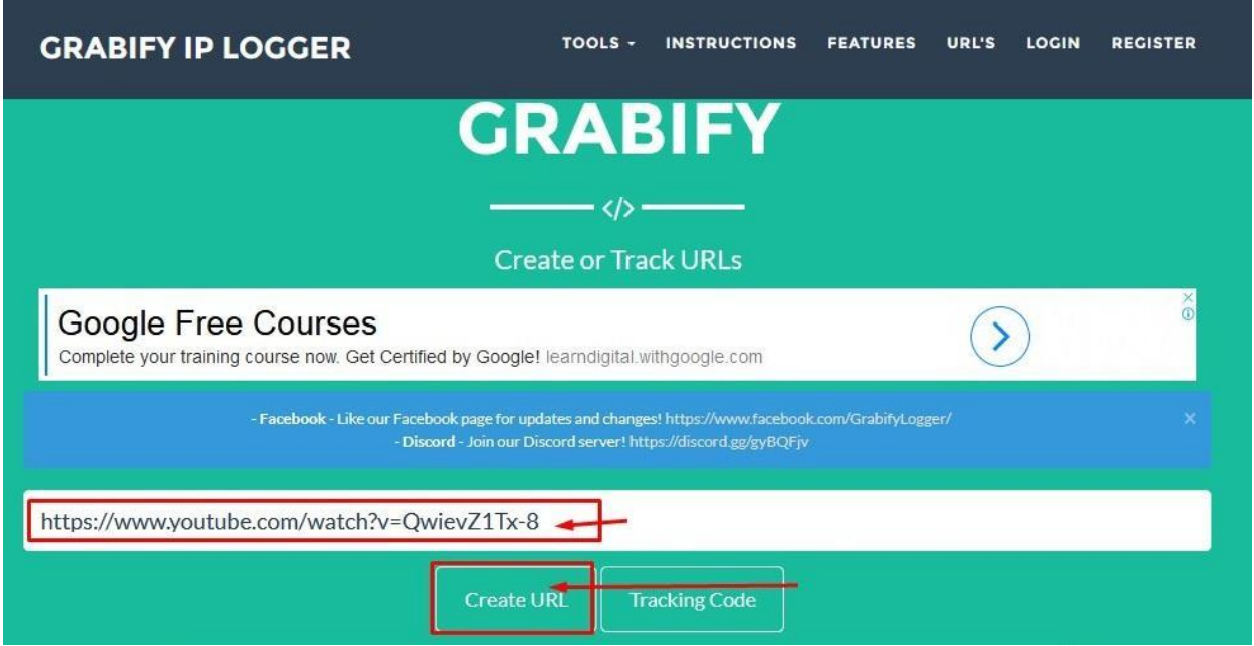 GRABIFY IP LOGGER TOOLS INSTRUCTIONS FEATURES URL'S LOGIN REGISTER
GRABIFY
</>
Create or Track URLs
Google Free Courses
Complete your training course now. Get Certified by Google! learndigital.withgoogle.com
- Facebook - Like our Facebook page for updates and changes! https://www.facebook.com/GrabifyLogger/
- Discord - Join our Discord server! https://discord.gg/gyBQFjv
https://www.youtube.com/watch?v=QwievZ1Tx-8
Create URL Tracking Code